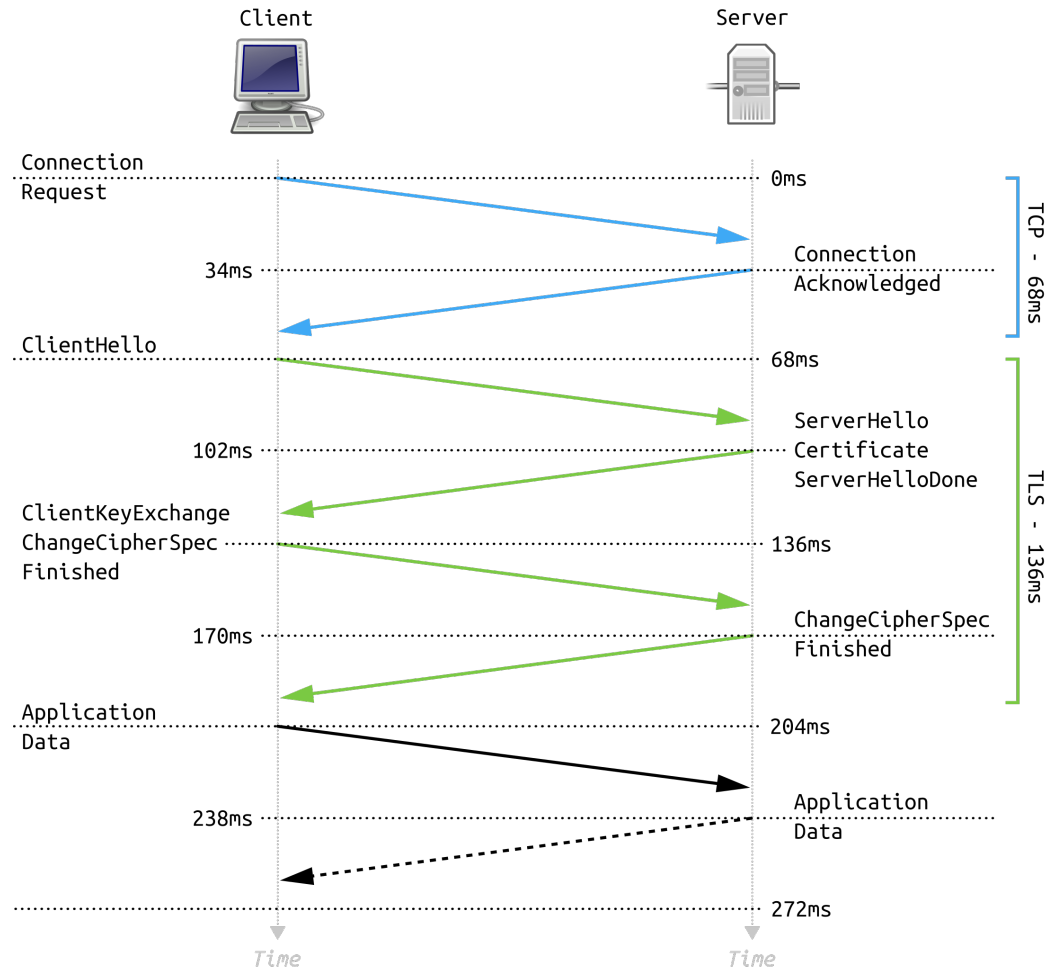 Client
Server
Connection
Request
0ms
TCP - 68ms
34ms
Connection
Acknowledged
ClientHello
68ms
ServerHello
102ms
Certificate
ServerHelloDone
TLS - 136ms
ClientKeyExchange
ChangeCipherSpec
Finished
136ms
170ms
ChangeCipherSpec
Finished
Application
Data
204ms
238ms
Application
Data
272ms
Time
Time